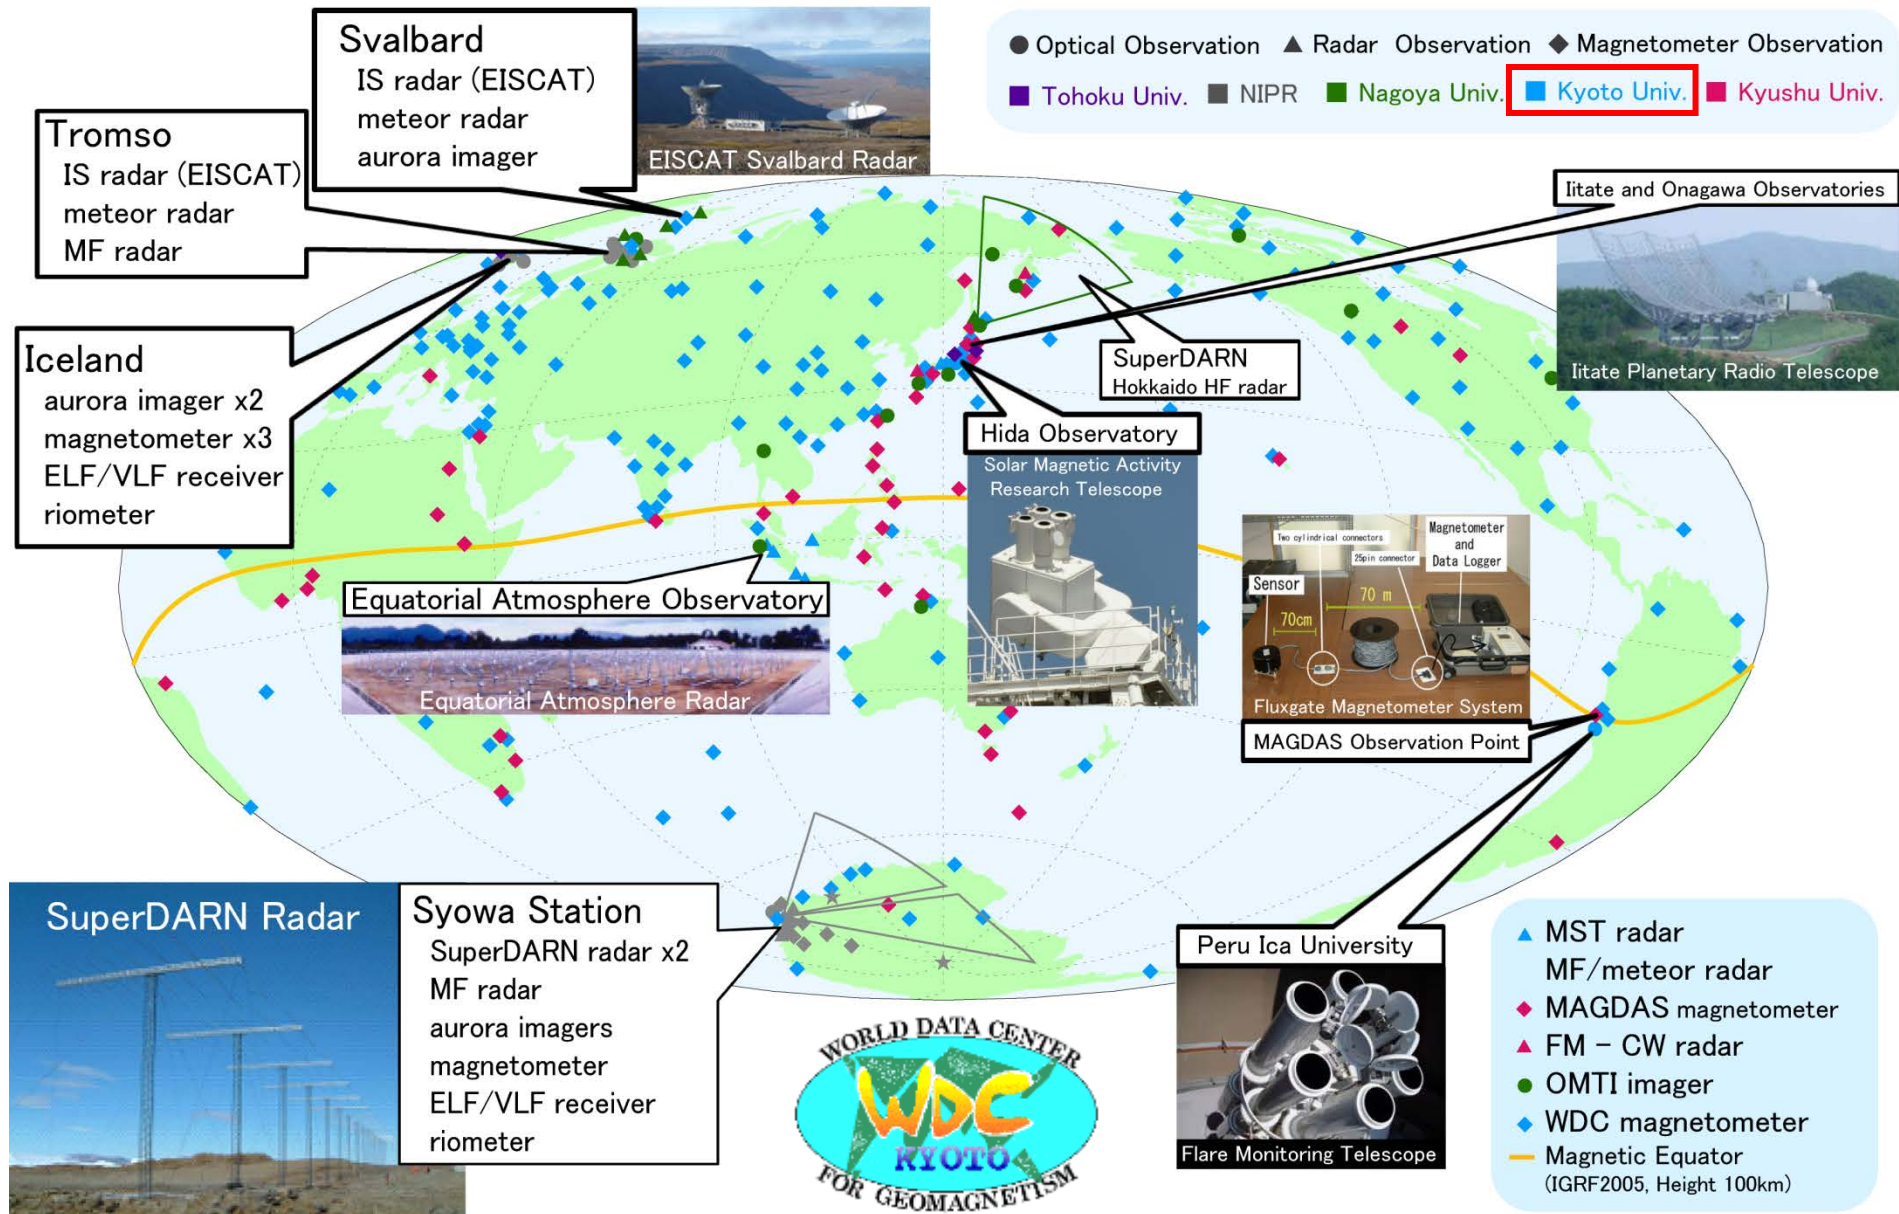 Svalbard
IS radar (EISCAT)
meteor radar
aurora imager
EISCAT Svalbard Radar
● Optical Observation ▲ Radar Observation ◆ Magnetometer Observation
■ Tohoku Univ. ■ NIPR ■ Nagoya Univ. ■ Kyoto Univ. ■ Kyushu Univ.
Tromso
IS radar (EISCAT)
meteor radar
MF radar
Iitate and Onagawa Observatories
Iitate Planetary Radio Telescope
Iceland
aurora imager x2
magnetometer x3
ELF/VLF receiver
riometer
SuperDARN
Hokkaido HF radar
Hida Observatory
Solar Magnetic Activity
Research Telescope
Equatorial Atmosphere Observatory
Equatorial Atmosphere Radar
Two cylindrical connectors
25pin connector
Magnetometer
and
Data Logger
Sensor
70 m
70cm
Fluxgate Magnetometer System
MAGDAS Observation Point
SuperDARN Radar
Syowa Station
SuperDARN radar x2
MF radar
aurora imagers
magnetometer
ELF/VLF receiver
riometer
WORLD DATA CENTER
WDC
KYOTO
FOR GEOMAGNETISM
Peru Ica University
Flare Monitoring Telescope
▲ MST radar
MF/meteor radar
◆ MAGDAS magnetometer
▲ FM - CW radar
● OMTI imager
◆ WDC magnetometer
Magnetic Equator
(IGRF2005, Height 100km)